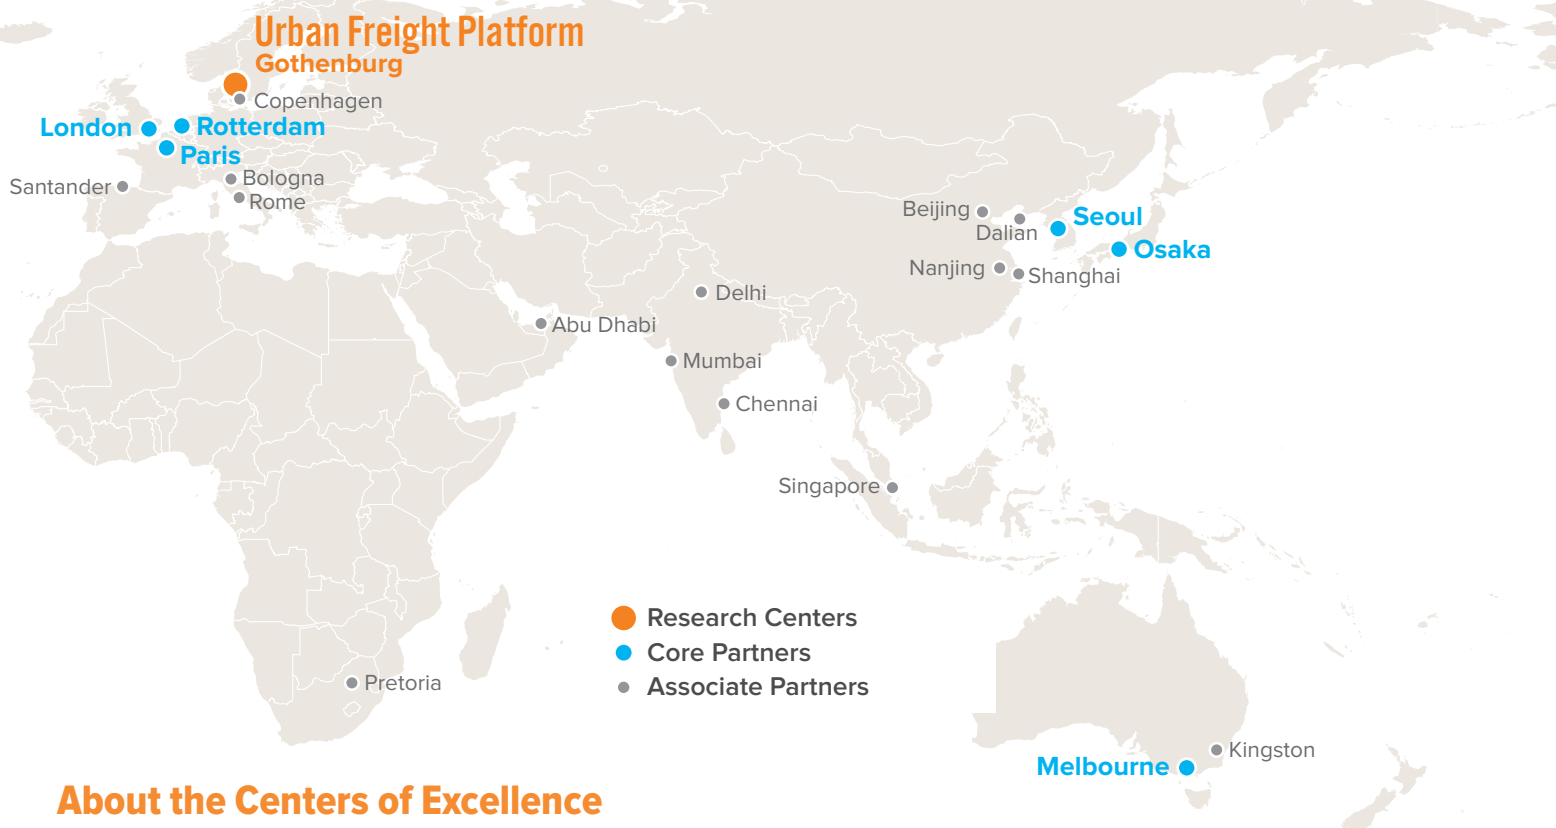 Urban Freight Platform
Gothenburg
Copenhagen
London
Rotterdam
Paris
Santander
Bologna
Rome
Beijing
Dalian
Seoul
Osaka
Nanjing
Shanghai
Delhi
Abu Dhabi
Mumbai
Chennai
Singapore
Research Centers
Core Partners
Associate Partners
Pretoria
Kingston
Melbourne
About the Centers of Excellence